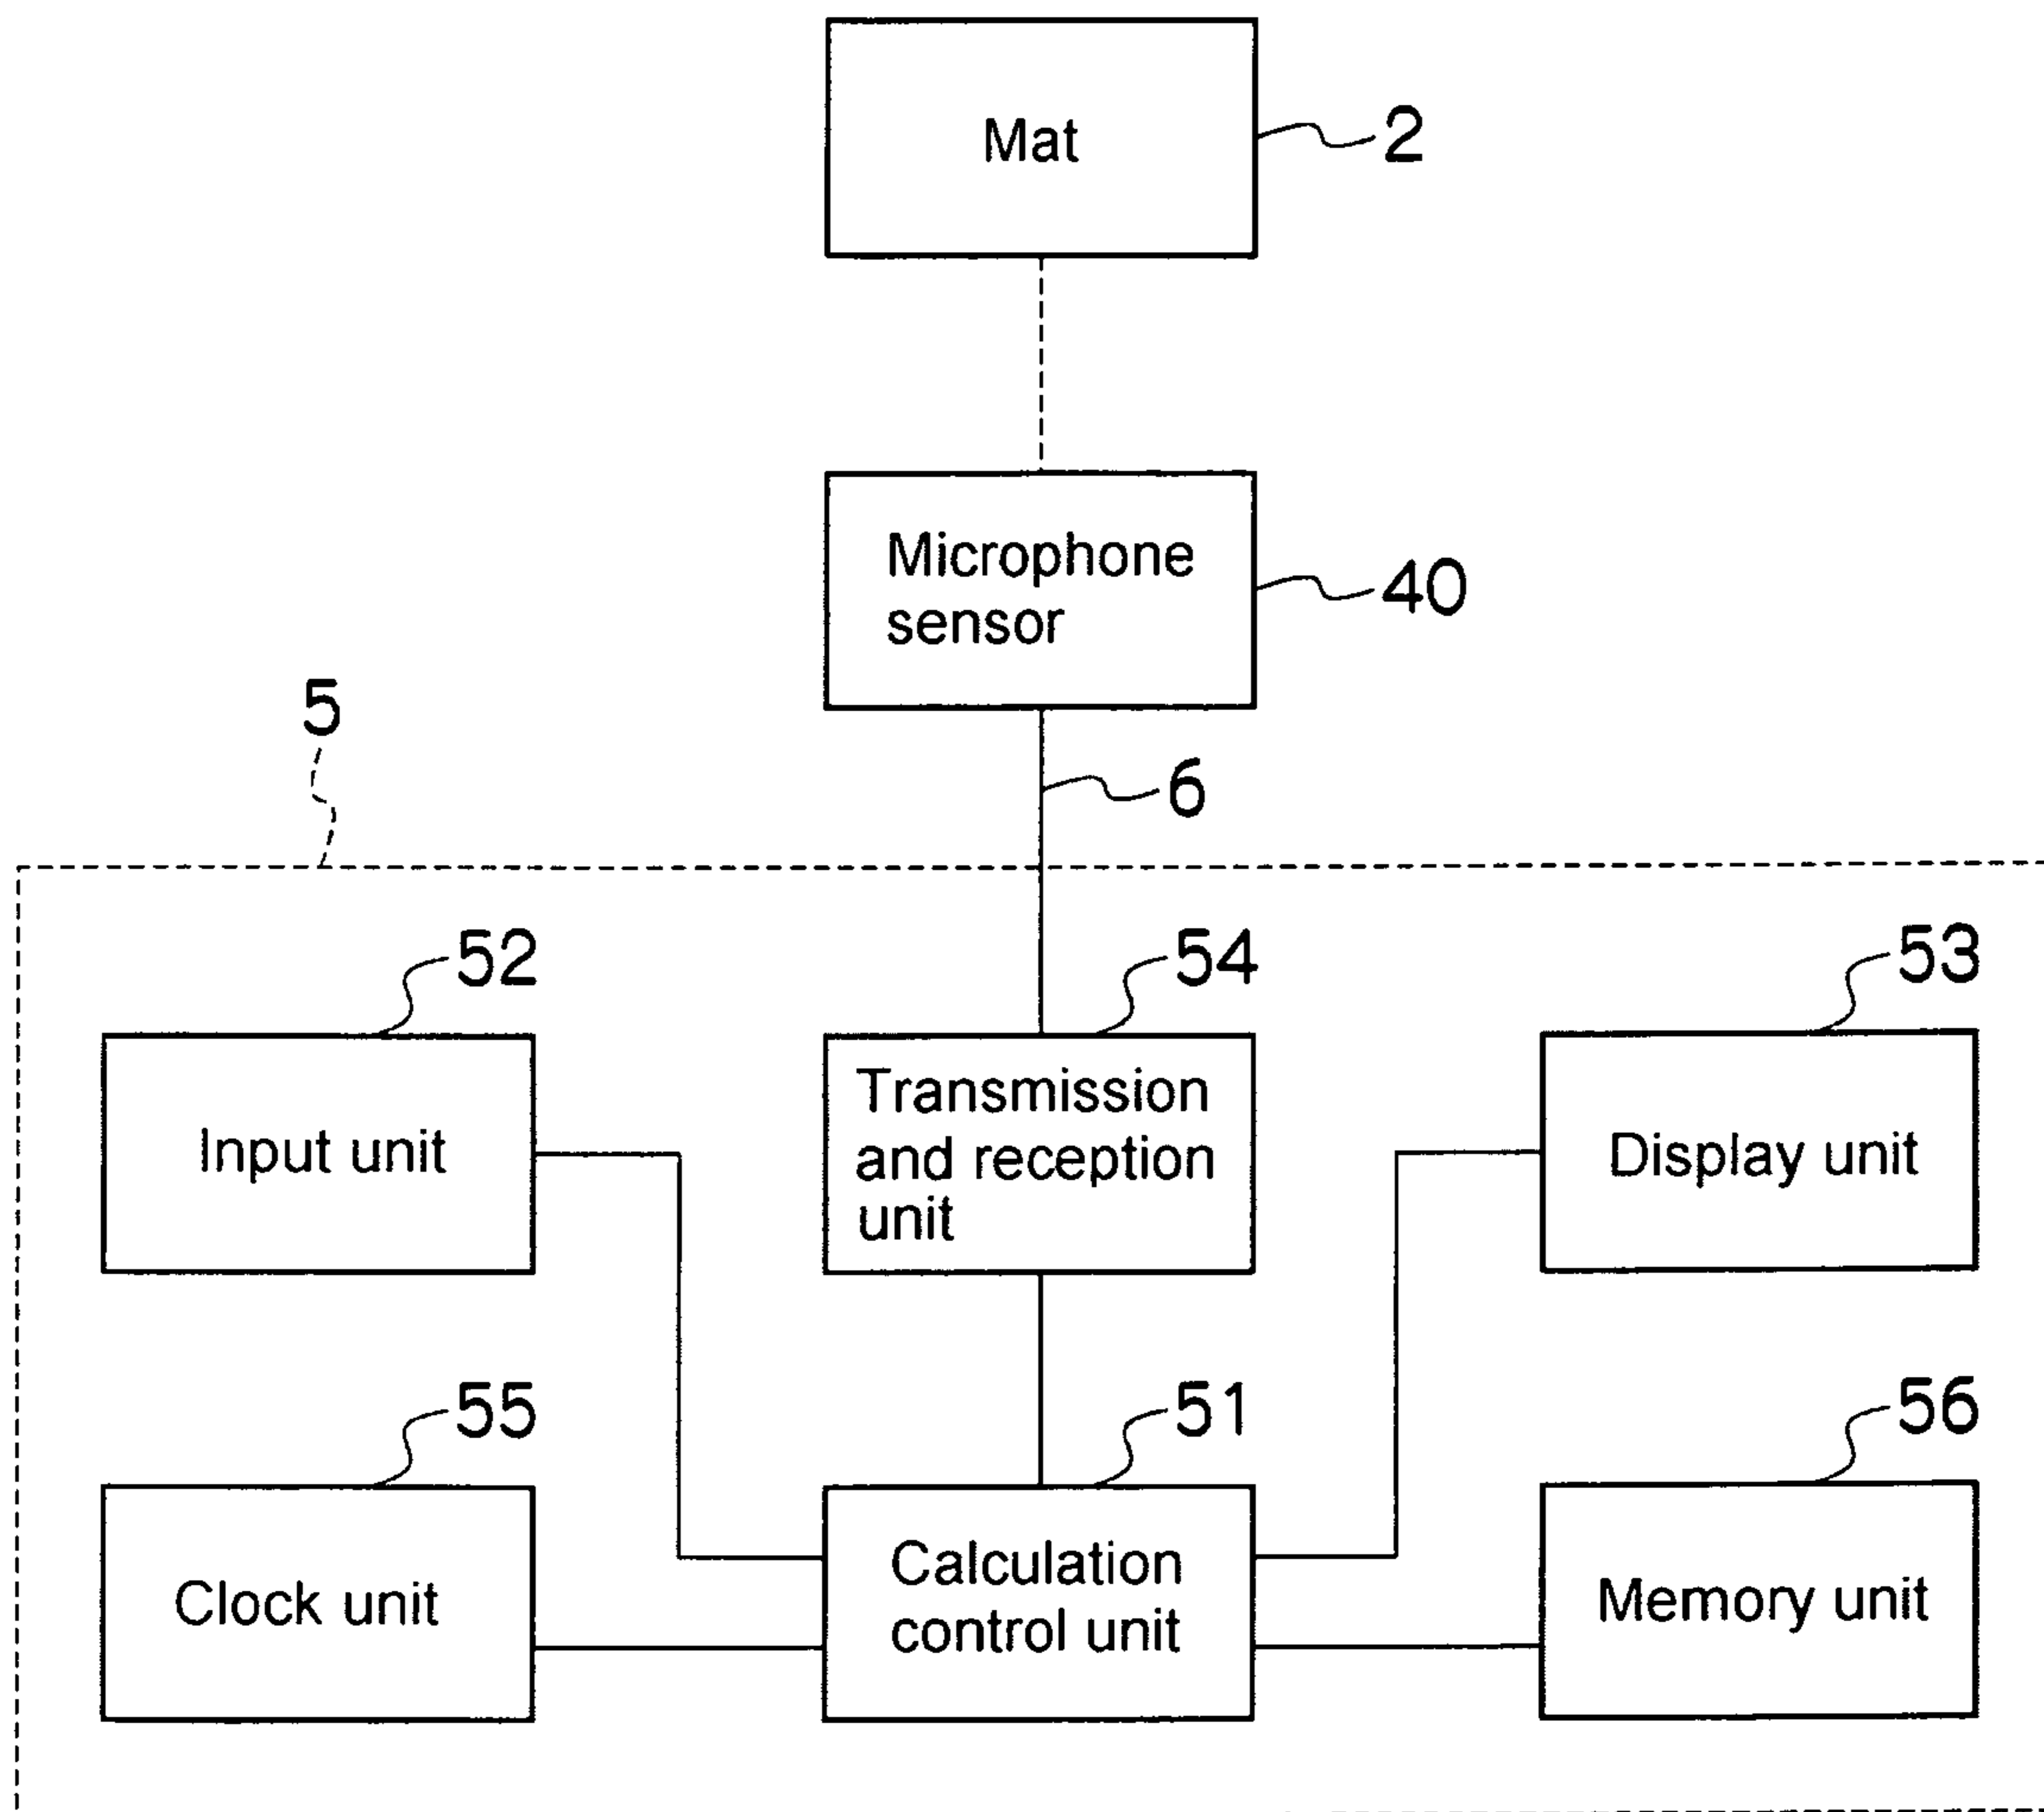 Mat
2
Microphone
sensor
40
5
6
52
54
53
Input unit
Transmission
and reception
unit
Display unit
55
51
56
Clock unit
Calculation
control unit
Memory unit